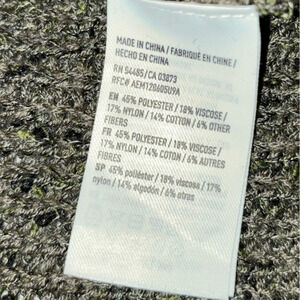 MADE IN CHINA / FABRIQUÉ EN CHINE /
HECHO EN CHINA
RN 54485/CA 03873
RFC# AEM120605U9A
EN 45% POLYESTER / 18% VISCOSE /
17% NYLON / 14% COTTON / 6% OTHER
FIBERS
FR 45% POLYESTER / 18% VISCOSE /
17% NYLON / 14% COTON / 6% AUTRES
FIBRES
SP 45% poliéster / 18% viscosa / 17%
nylon / 14% algodón / 6% otras